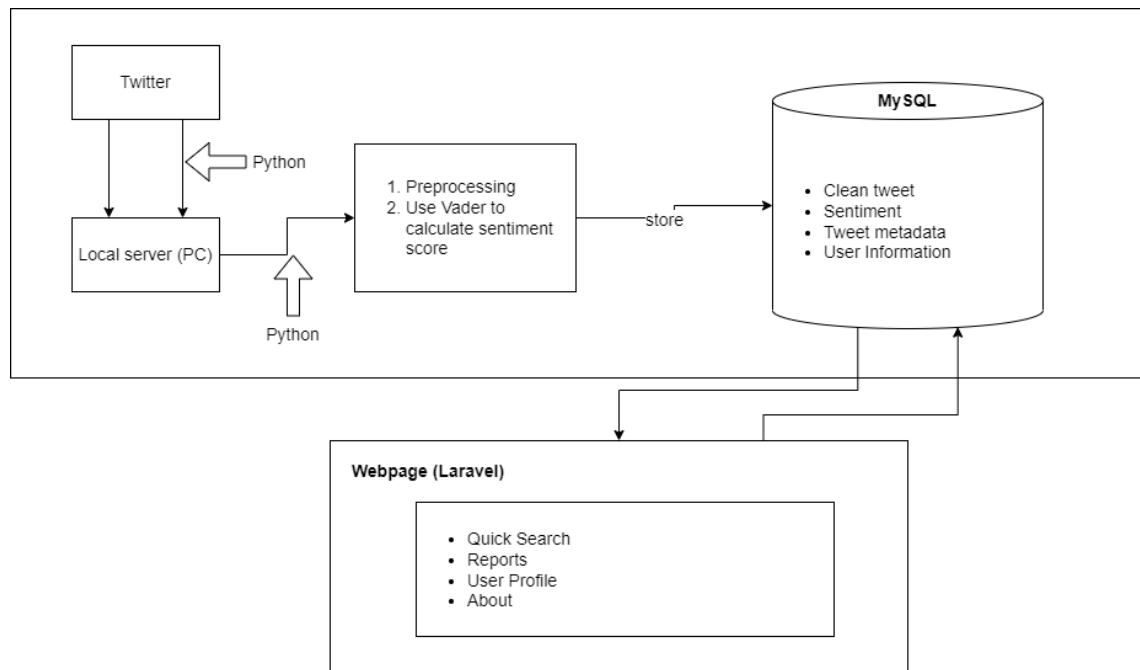 Twitter
MySQL
Python
1. Preprocessing
2. Use Vader to
calculate sentiment
score
• Clean tweet
• Sentiment
• Tweet metadata
• User Information
store
Local server (PC)
Python
Webpage (Laravel)
• Quick Search
• Reports
• User Profile
• About